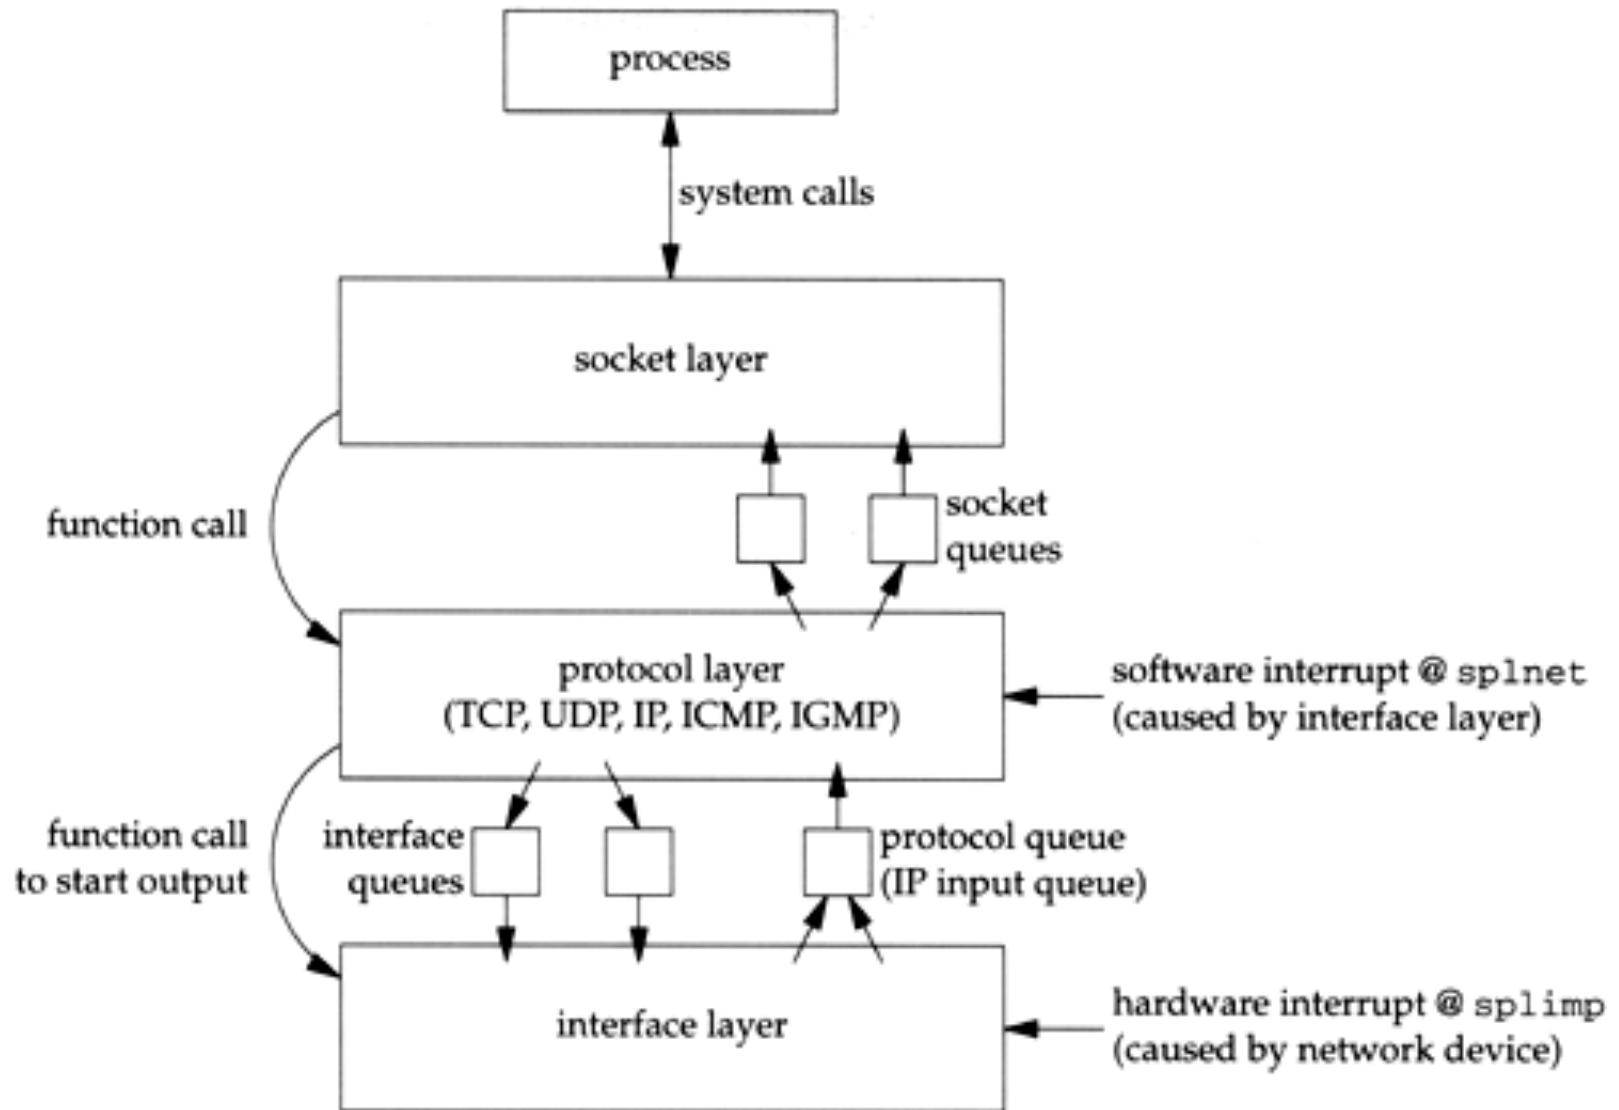 process
system calls
socket layer
function call
socket
queues
protocol layer
(TCP, UDP, IP, ICMP, IGMP)
software interrupt @ splnet
(caused by interface layer)
function call
to start output
interface
queues
protocol queue
(IP input queue)
interface layer
hardware interrupt @ splimp
(caused by network device)